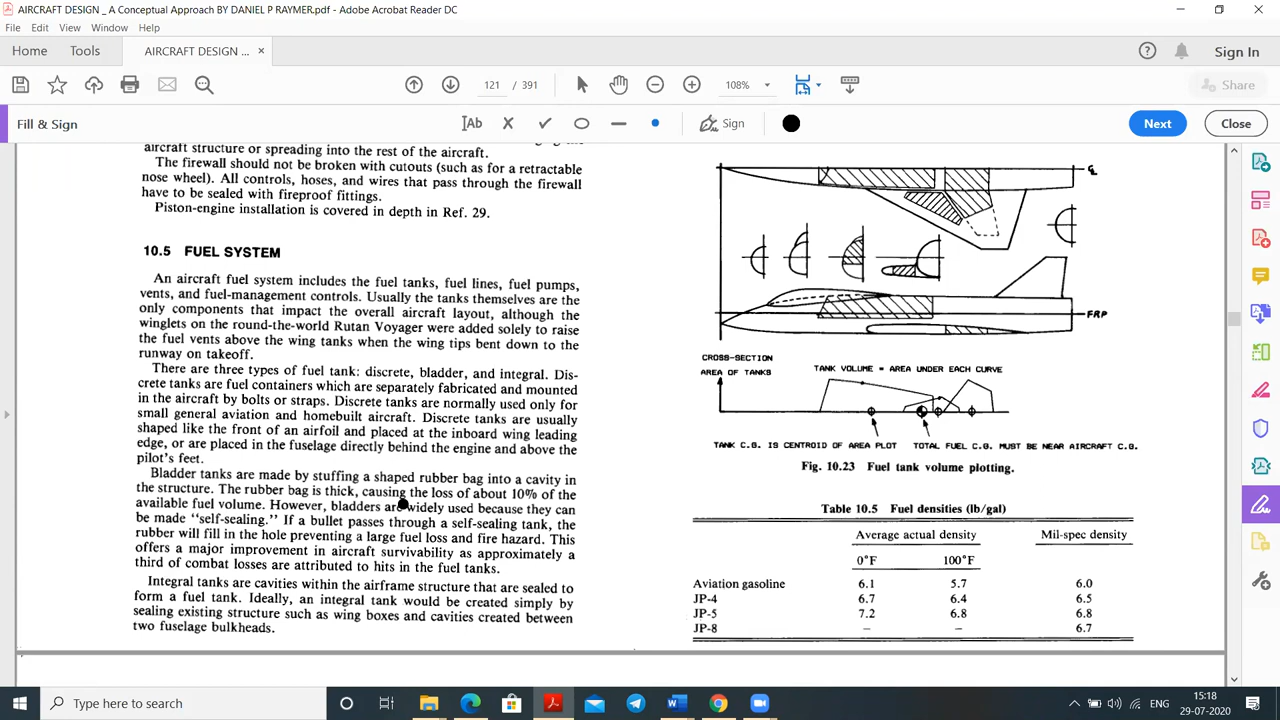 AIRCRAFT DESIGN _ A Conceptual Approach BY DANIEL P RAYMER.pdf - Adobe Acrobat Reader DC
File Edit View Window Help
Home Tools AIRCRAFT DESIGN ... × Sign In
121 / 391 108% Share
Fill & Sign Ab Sign Next Close
aircraft structure or spreading into the rest of the aircraft.
The firewall should not be broken with cutouts (such as for a retractable
nose wheel). All controls, hoses, and wires that pass through the firewall
have to be sealed with fireproof fittings.
Piston-engine installation is covered in depth in Ref. 29.
10.5 FUEL SYSTEM
An aircraft fuel system includes the fuel tanks, fuel lines, fuel pumps,
vents, and fuel-management controls. Usually the tanks themselves are the
only components that impact the overall aircraft layout, although the
winglets on the round-the-world Rutan Voyager were added solely to raise
the fuel vents above the wing tanks when the wing tips bent down to the
runway on takeoff.
There are three types of fuel tank: discrete, bladder, and integral. Dis-
crete tanks are fuel containers which are separately fabricated and mounted
in the aircraft by bolts or straps. Discrete tanks are normally used only for
small general aviation and homebuilt aircraft. Discrete tanks are usually
shaped like the front of an airfoil and placed at the inboard wing leading
edge, or are placed in the fuselage directly behind the engine and above the
pilot's feet.
Bladder tanks are made by stuffing a shaped rubber bag into a cavity in
the structure. The rubber bag is thick, causing the loss of about 10% of the
available fuel volume. However, bladders are widely used because they can
be made "self-sealing." If a bullet passes through a self-sealing tank, the
rubber will fill in the hole preventing a large fuel loss and fire hazard. This
offers a major improvement in aircraft survivability as approximately a
third of combat losses are attributed to hits in the fuel tanks.
Integral tanks are cavities within the airframe structure that are sealed to
form a fuel tank. Ideally, an integral tank would be created simply by
sealing existing structure such as wing boxes and cavities created between
two fuselage bulkheads.
FRP
CROSS-SECTION
AREA OF TANKS
TANK VOLUME = AREA UNDER EACH CURVE
TANK C.G. IS CENTROID OF AREA PLOT TOTAL FUEL C.G. MUST BE NEAR AIRCRAFT C.G.
Fig. 10.23 Fuel tank volume plotting.
Table 10.5 Fuel densities (lb/gal)
Average actual density Mil-spec density
0°F 100°F
Aviation gasoline 6.1 5.7 6.0
JP-4 6.7 6.4 6.5
JP-5 7.2 6.8 6.8
JP-8 – – 6.7
Type here to search
ENG
15:18
29-07-2020